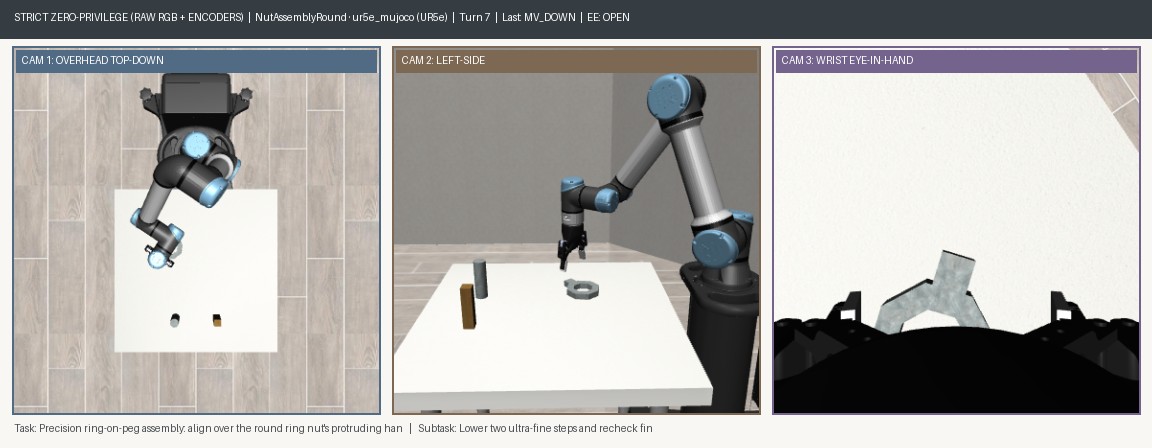 STRICT ZERO-PRIVILEGE (RAW RGB + ENCODERS) | NutAssemblyRound · ur5e_mujoco (UR5e) | Turn 7 | Last: MV_DOWN | EE: OPEN
CAM 1: OVERHEAD TOP-DOWN
CAM 2: LEFT-SIDE
CAM 3: WRIST EYE-IN-HAND
Task: Precision ring-on-peg assembly: align over the round ring nut's protruding han | Subtask: Lower two ultra-fine steps and recheck fin